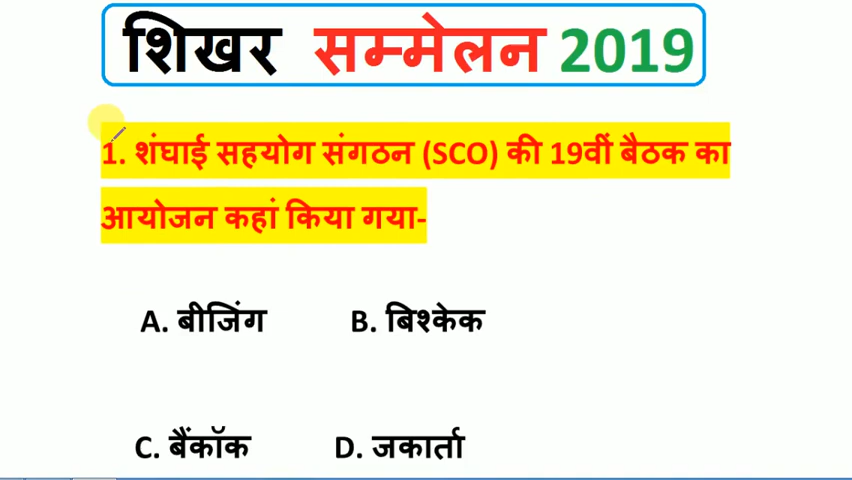 शिखर सम्मेलन 2019
1. शंघाई सहयोग संगठन (SCO) की 19वीं बैठक का
आयोजन कहां किया गया-
A. बीजिंग B. बिश्केक
C. बैंकॉक D. जकार्ता